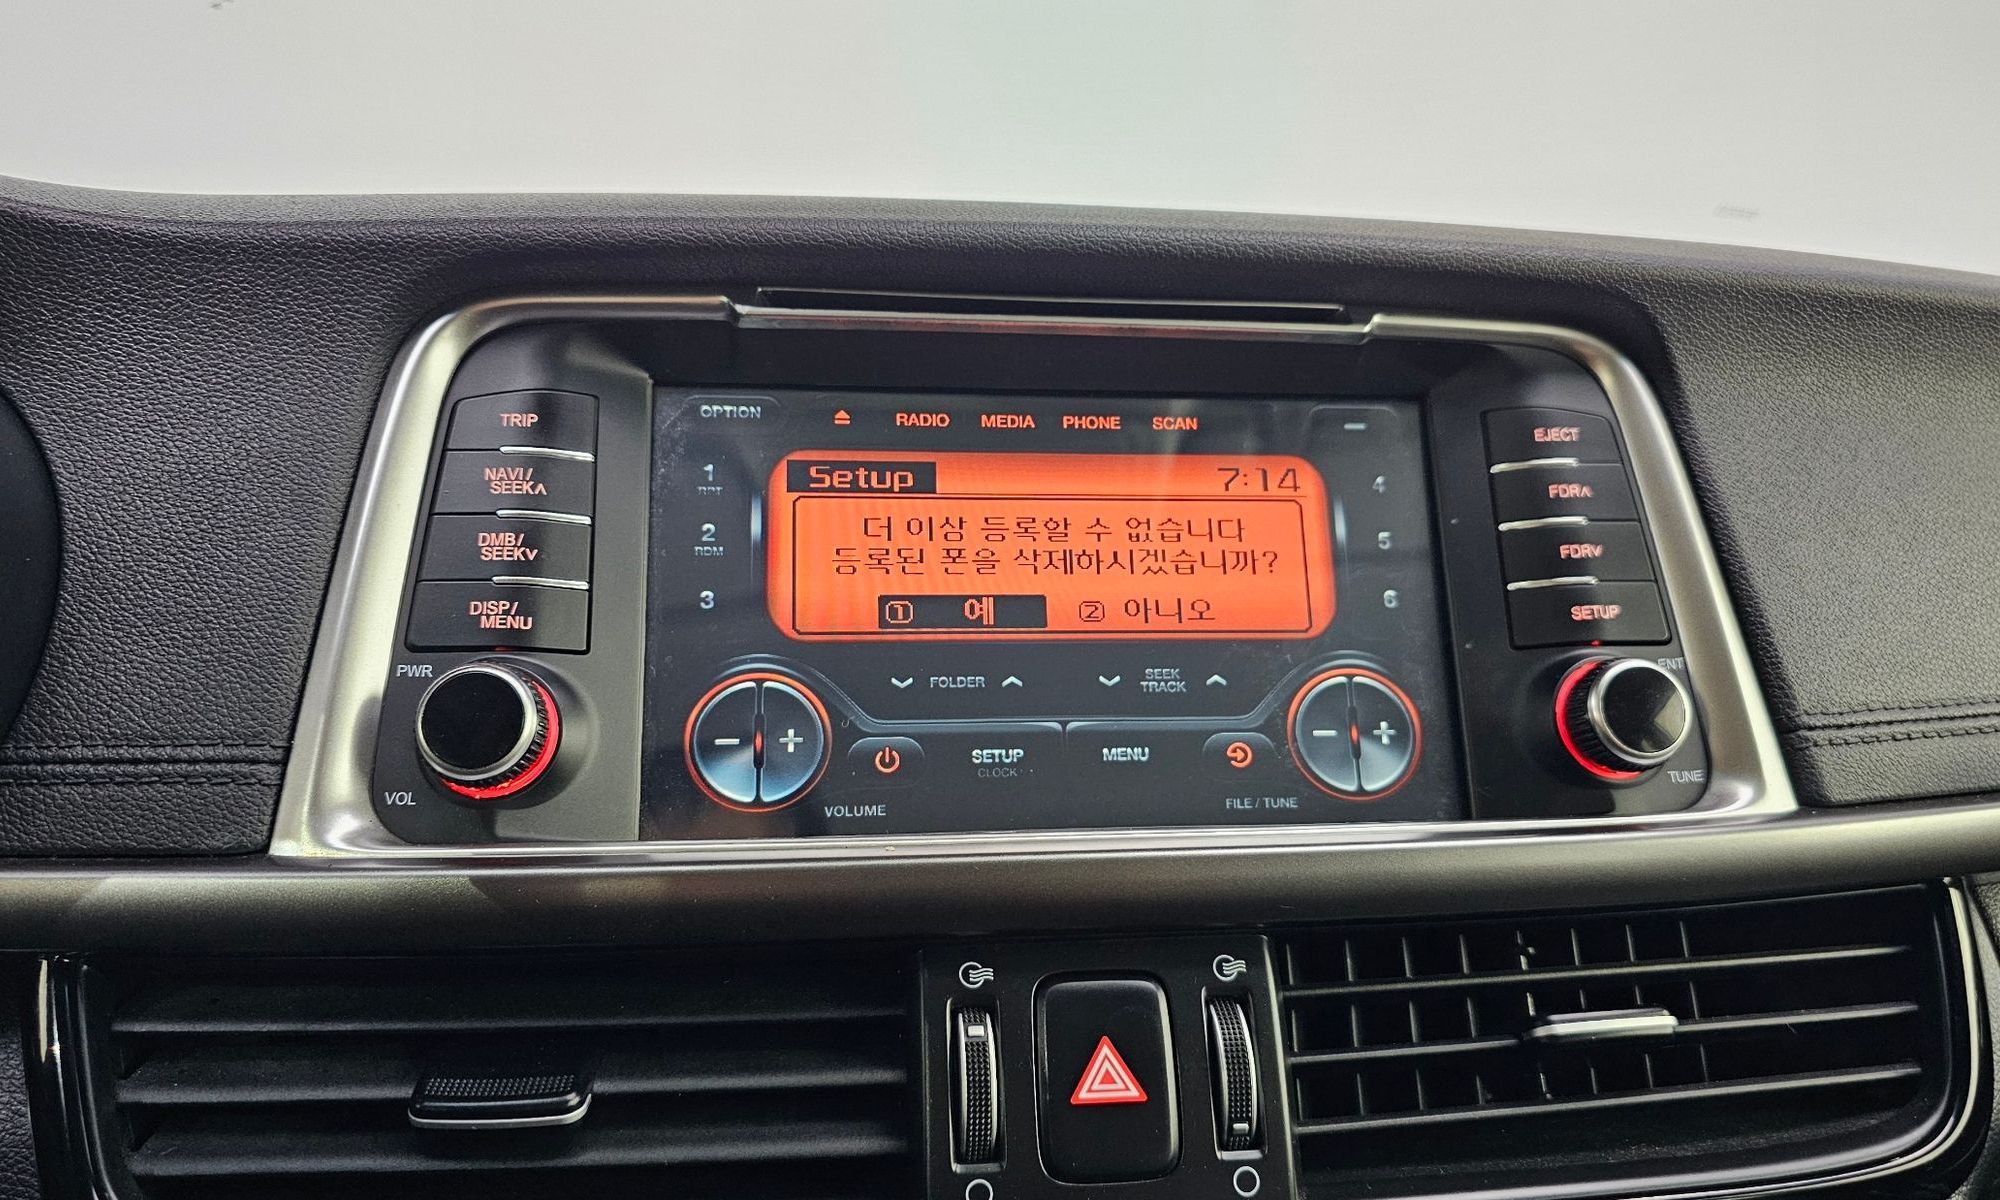 TRIP
NAVI/
SEEK∧
DMB/
SEEK∨
DISP/
MENU
PWR
VOL
OPTION
RADIO
MEDIA
PHONE
SCAN
1
RPT
2
RDM
3
4
5
6
Setup
7:14
더 이상 등록할 수 없습니다
등록된 폰을 삭제하시겠습니까?
① 예
② 아니오
FOLDER
SEEK
TRACK
SETUP
CLOCK
MENU
VOLUME
FILE / TUNE
EJECT
FDR∧
FDR∨
SETUP
ENT
TUNE